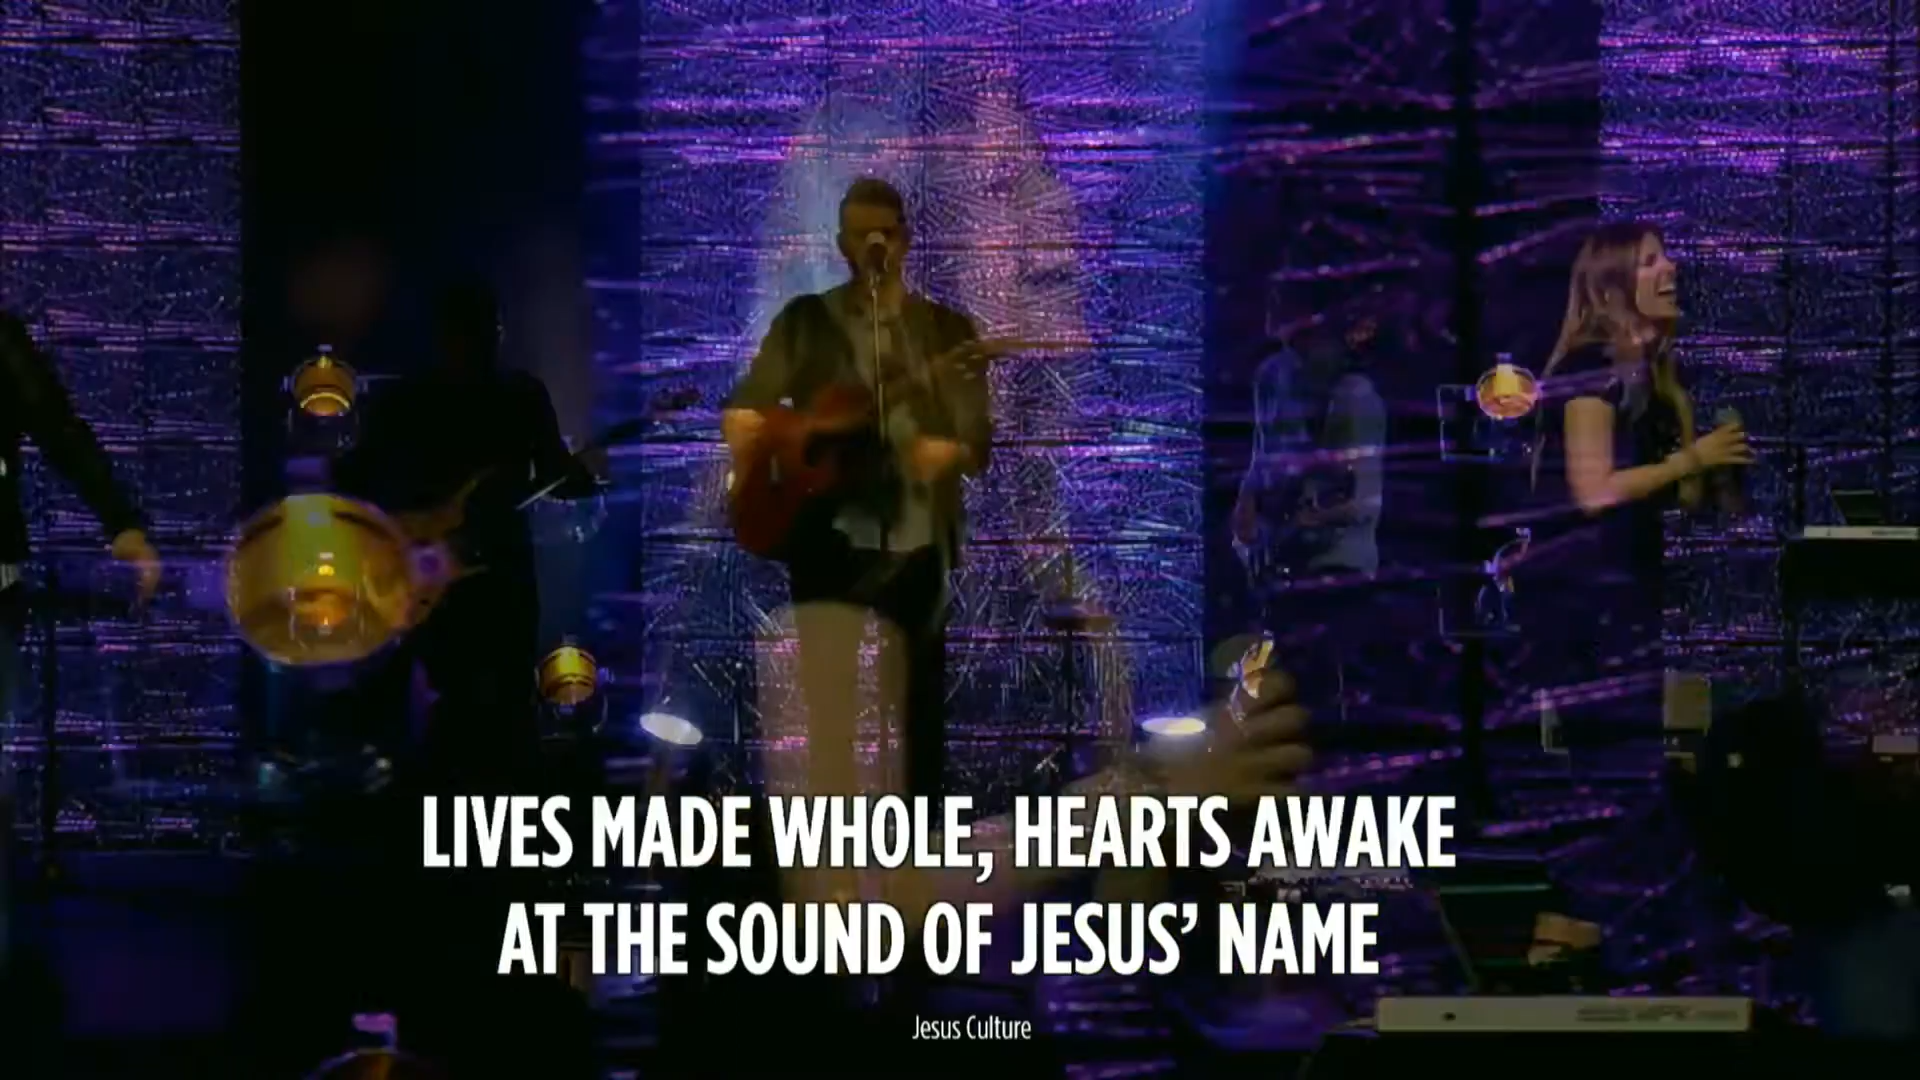 LIVES MADE WHOLE, HEARTS AWAKE
AT THE SOUND OF JESUS’ NAME
Jesus Culture